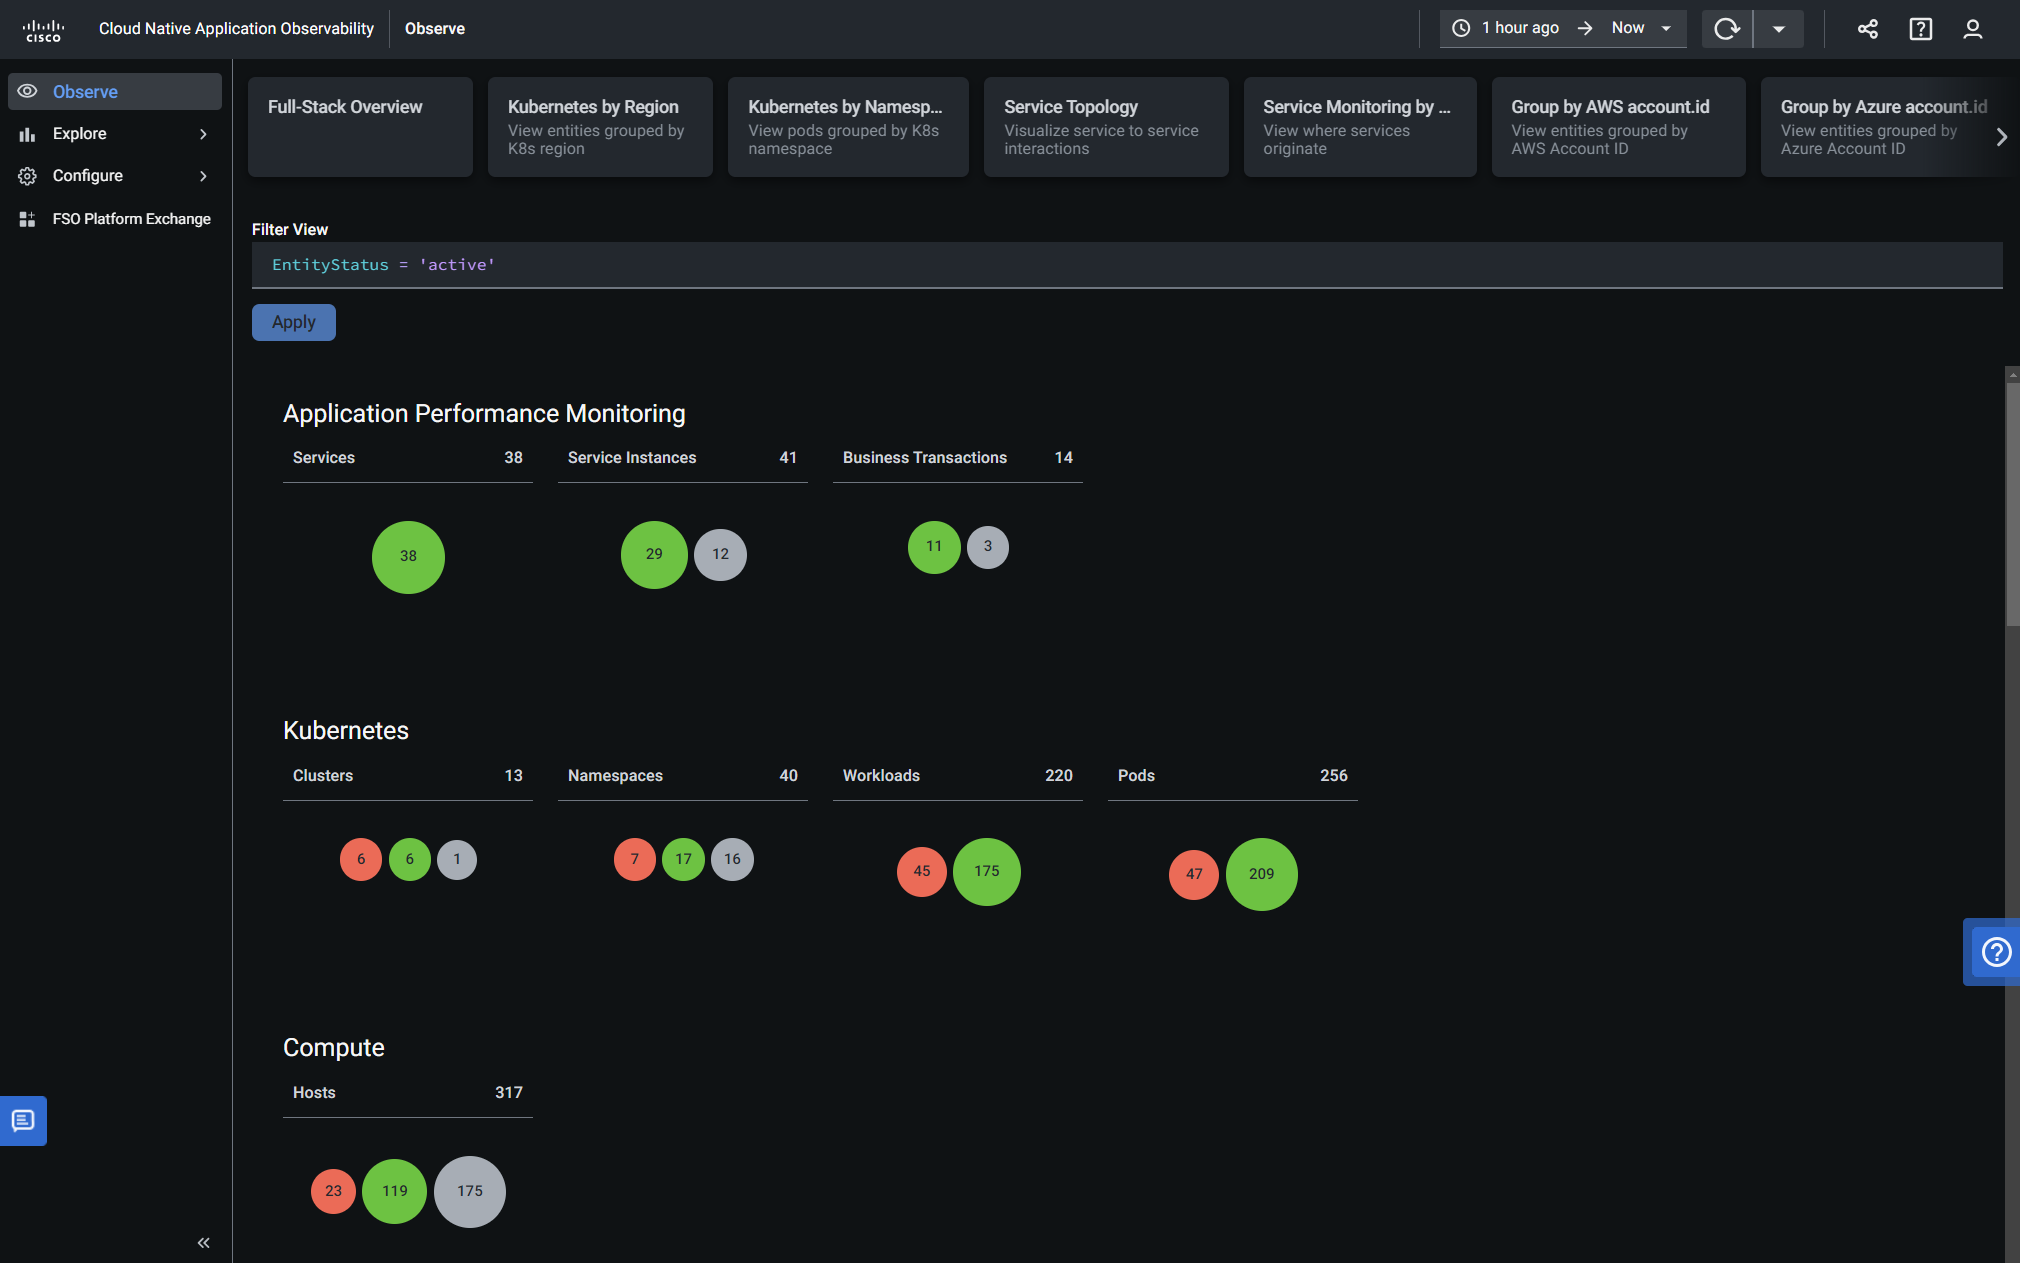 CISCO
Cloud Native Application Observability
Observe
1 hour ago
Now
Observe
Explore
Configure
FSO Platform Exchange
Full-Stack Overview
Kubernetes by Region
View entities grouped by
K8s region
Kubernetes by Namesp...
View pods grouped by K8s
namespace
Service Topology
Visualize service to service
interactions
Service Monitoring by ...
View where services
originate
Group by AWS account.id
View entities grouped by
AWS Account ID
Group by Azure account.id
View entities grouped by
Azure Account ID
Filter View
EntityStatus = 'active'
Apply
Application Performance Monitoring
Services 38
Service Instances 41
Business Transactions 14
38
29 12
11 3
Kubernetes
Clusters 13
Namespaces 40
Workloads 220
Pods 256
6 6 1
7 17 16
45 175
47 209
Compute
Hosts 317
23 119 175